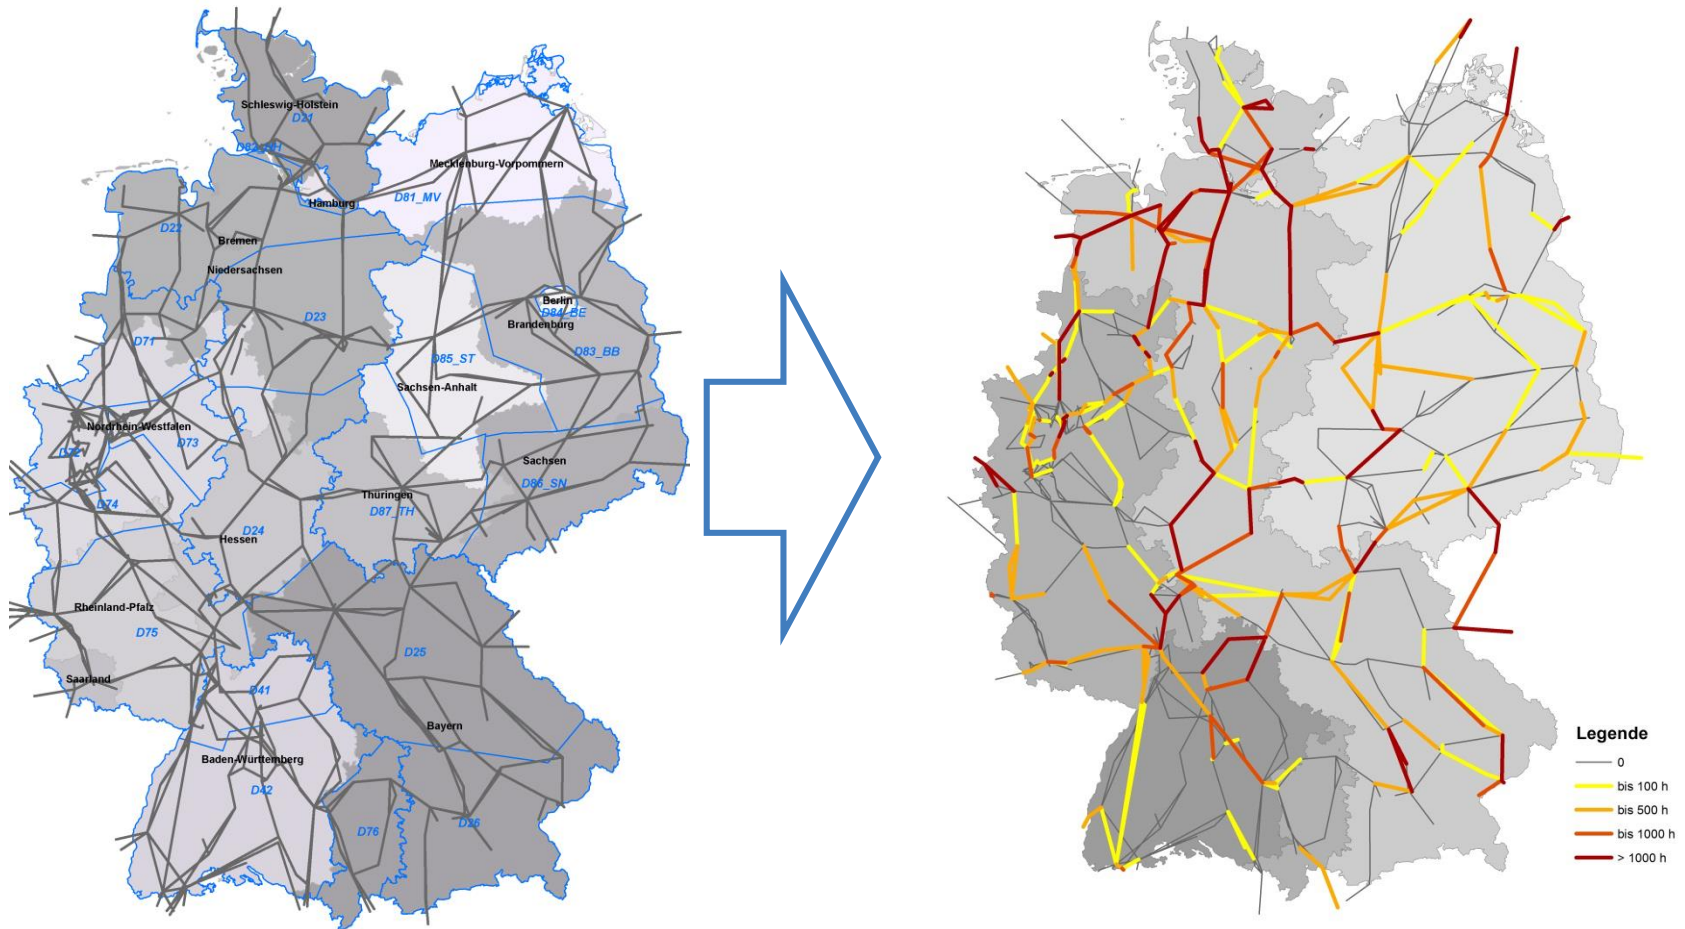 Schleswig-Holstein
D21
Mecklenburg-Vorpommern
D81_MV
Hamburg
D22
Bremen
Niedersachsen
Berlin
D84_BE
Brandenburg
D23
D71
D83_BB
D85_ST
Sachsen-Anhalt
Nordrhein-Westfalen
D73
D72
Sachsen
D86_SN
Thüringen
D87_TH
D74
D24
Hessen
Rheinland-Pfalz
D75
D25
Saarland
D41
Bayern
Baden-Württemberg
D42
D76
D26
Legende
0
bis 100 h
bis 500 h
bis 1000 h
> 1000 h